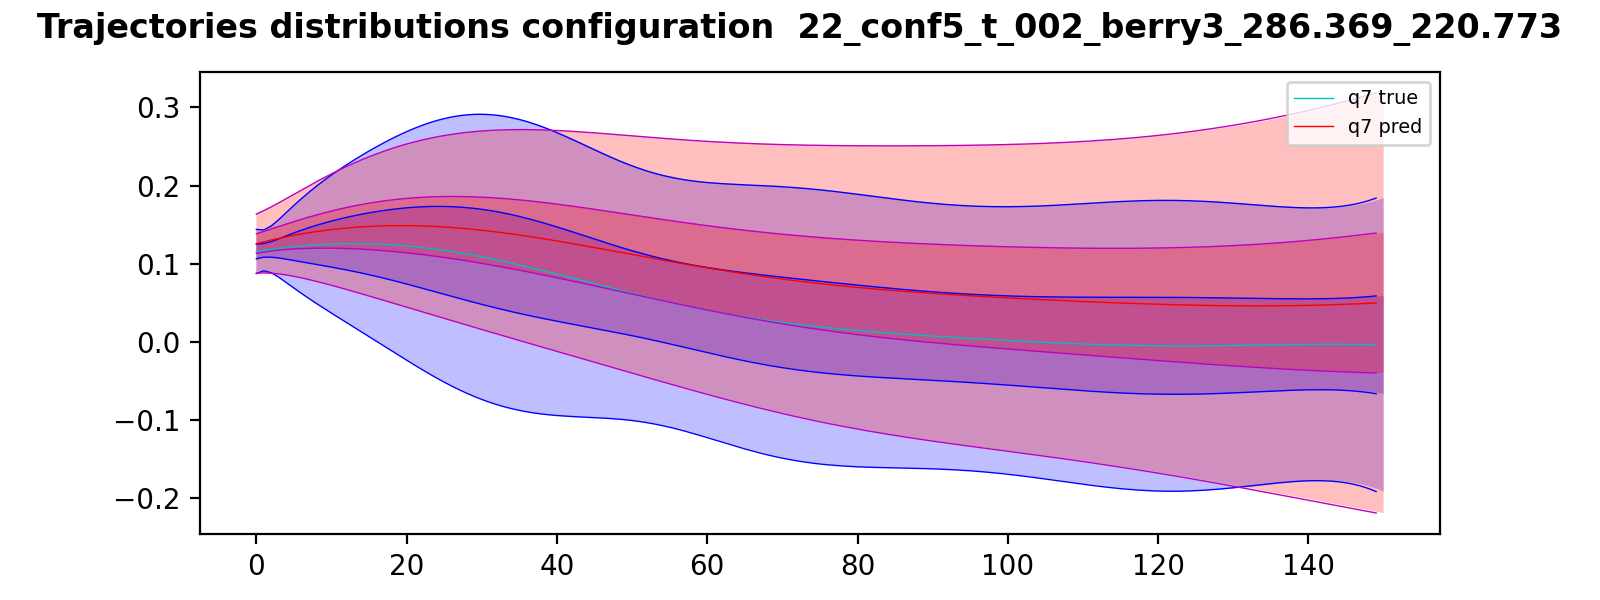 Trajectories distributions configuration  22_conf5_t_002_berry3_286.369_220.773
q7 true
q7 pred
0.3
0.2
0.1
0.0
−0.1
−0.2
0 20 40 60 80 100 120 140